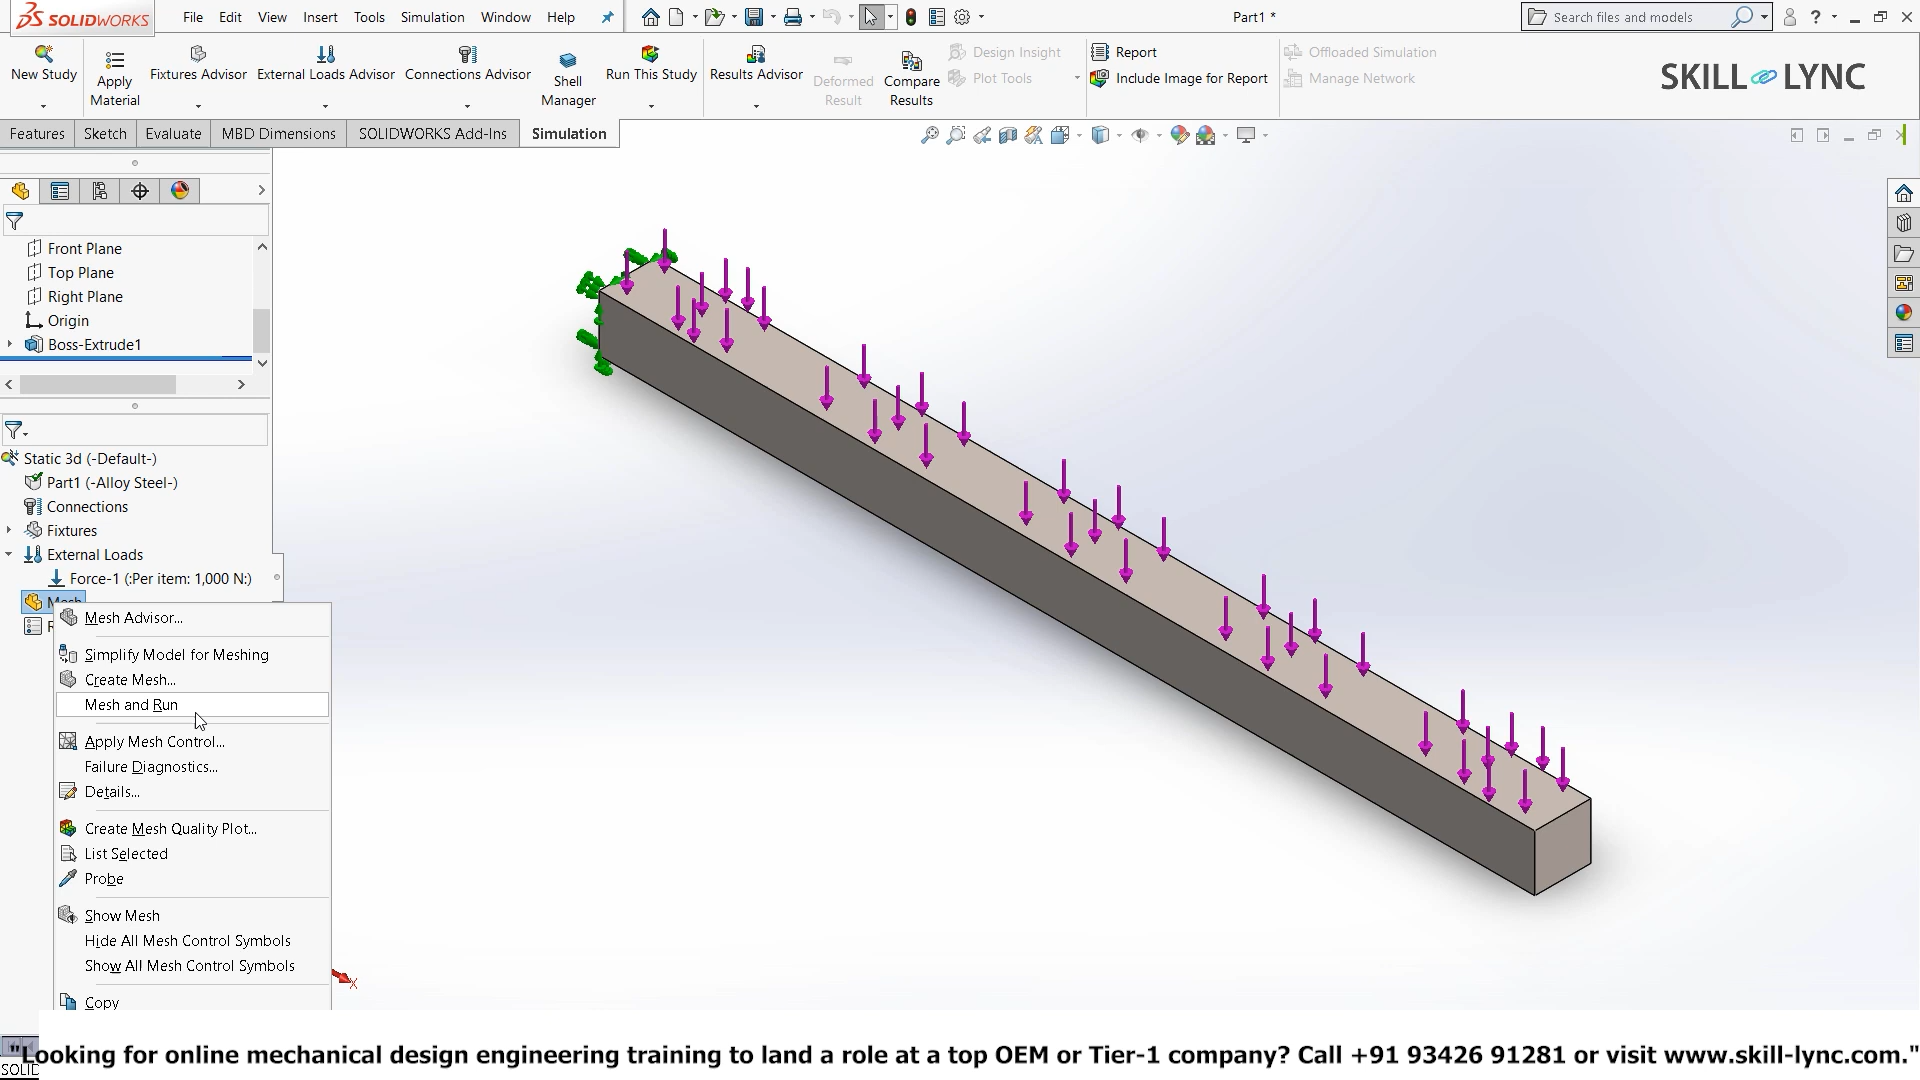 SOLIDWORKS
File Edit View Insert Tools Simulation Window Help
Part1 *
Search files and models
?
New Study
Apply Material
Fixtures Advisor
External Loads Advisor
Connections Advisor
Shell Manager
Run This Study
Results Advisor
Deformed Result
Compare Results
Design Insight
Plot Tools
Report
Include Image for Report
Offloaded Simulation
Manage Network
SKILL LYNC
Features Sketch Evaluate MBD Dimensions SOLIDWORKS Add-Ins Simulation
Front Plane
Top Plane
Right Plane
Origin
Boss-Extrude1
Static 3d (-Default-)
Part1 (-Alloy Steel-)
Connections
Fixtures
External Loads
Force-1 (:Per item: 1,000 N:)
Mesh
Mesh Advisor...
Simplify Model for Meshing
Create Mesh...
Mesh and Run
Apply Mesh Control...
Failure Diagnostics...
Details...
Create Mesh Quality Plot...
List Selected
Probe
Show Mesh
Hide All Mesh Control Symbols
Show All Mesh Control Symbols
X
Copy
"Looking for online mechanical design engineering training to land a role at a top OEM or Tier-1 company? Call +91 93426 91281 or visit www.skill-lync.com."
SOLID